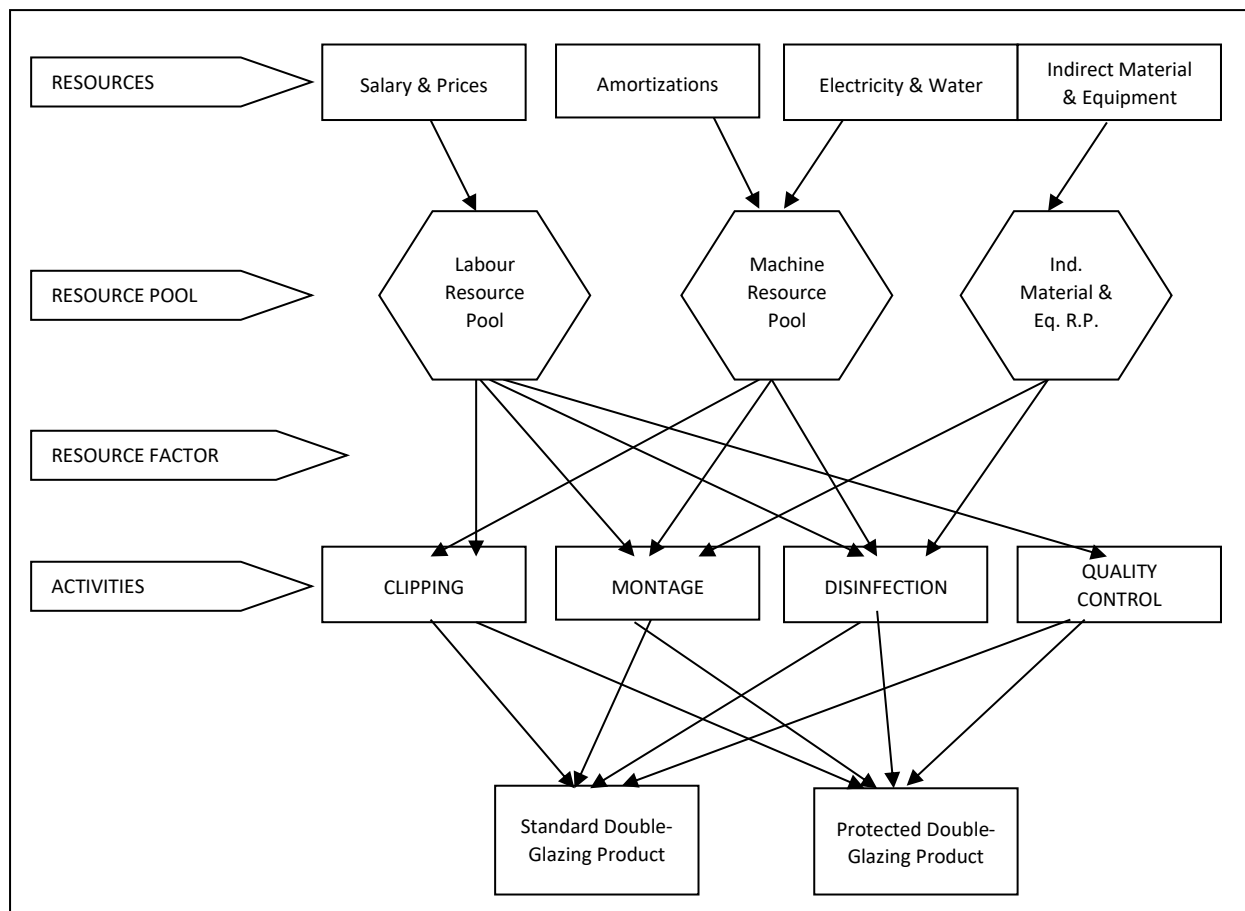 RESOURCES
Salary & Prices
Amortizations
Electricity & Water
Indirect Material
& Equipment
RESOURCE POOL
Labour
Resource
Pool
Machine
Resource
Pool
Ind.
Material &
Eq. R.P.
RESOURCE FACTOR
ACTIVITIES
CLIPPING
MONTAGE
DISINFECTION
QUALITY
CONTROL
Standard Double-
Glazing Product
Protected Double-
Glazing Product